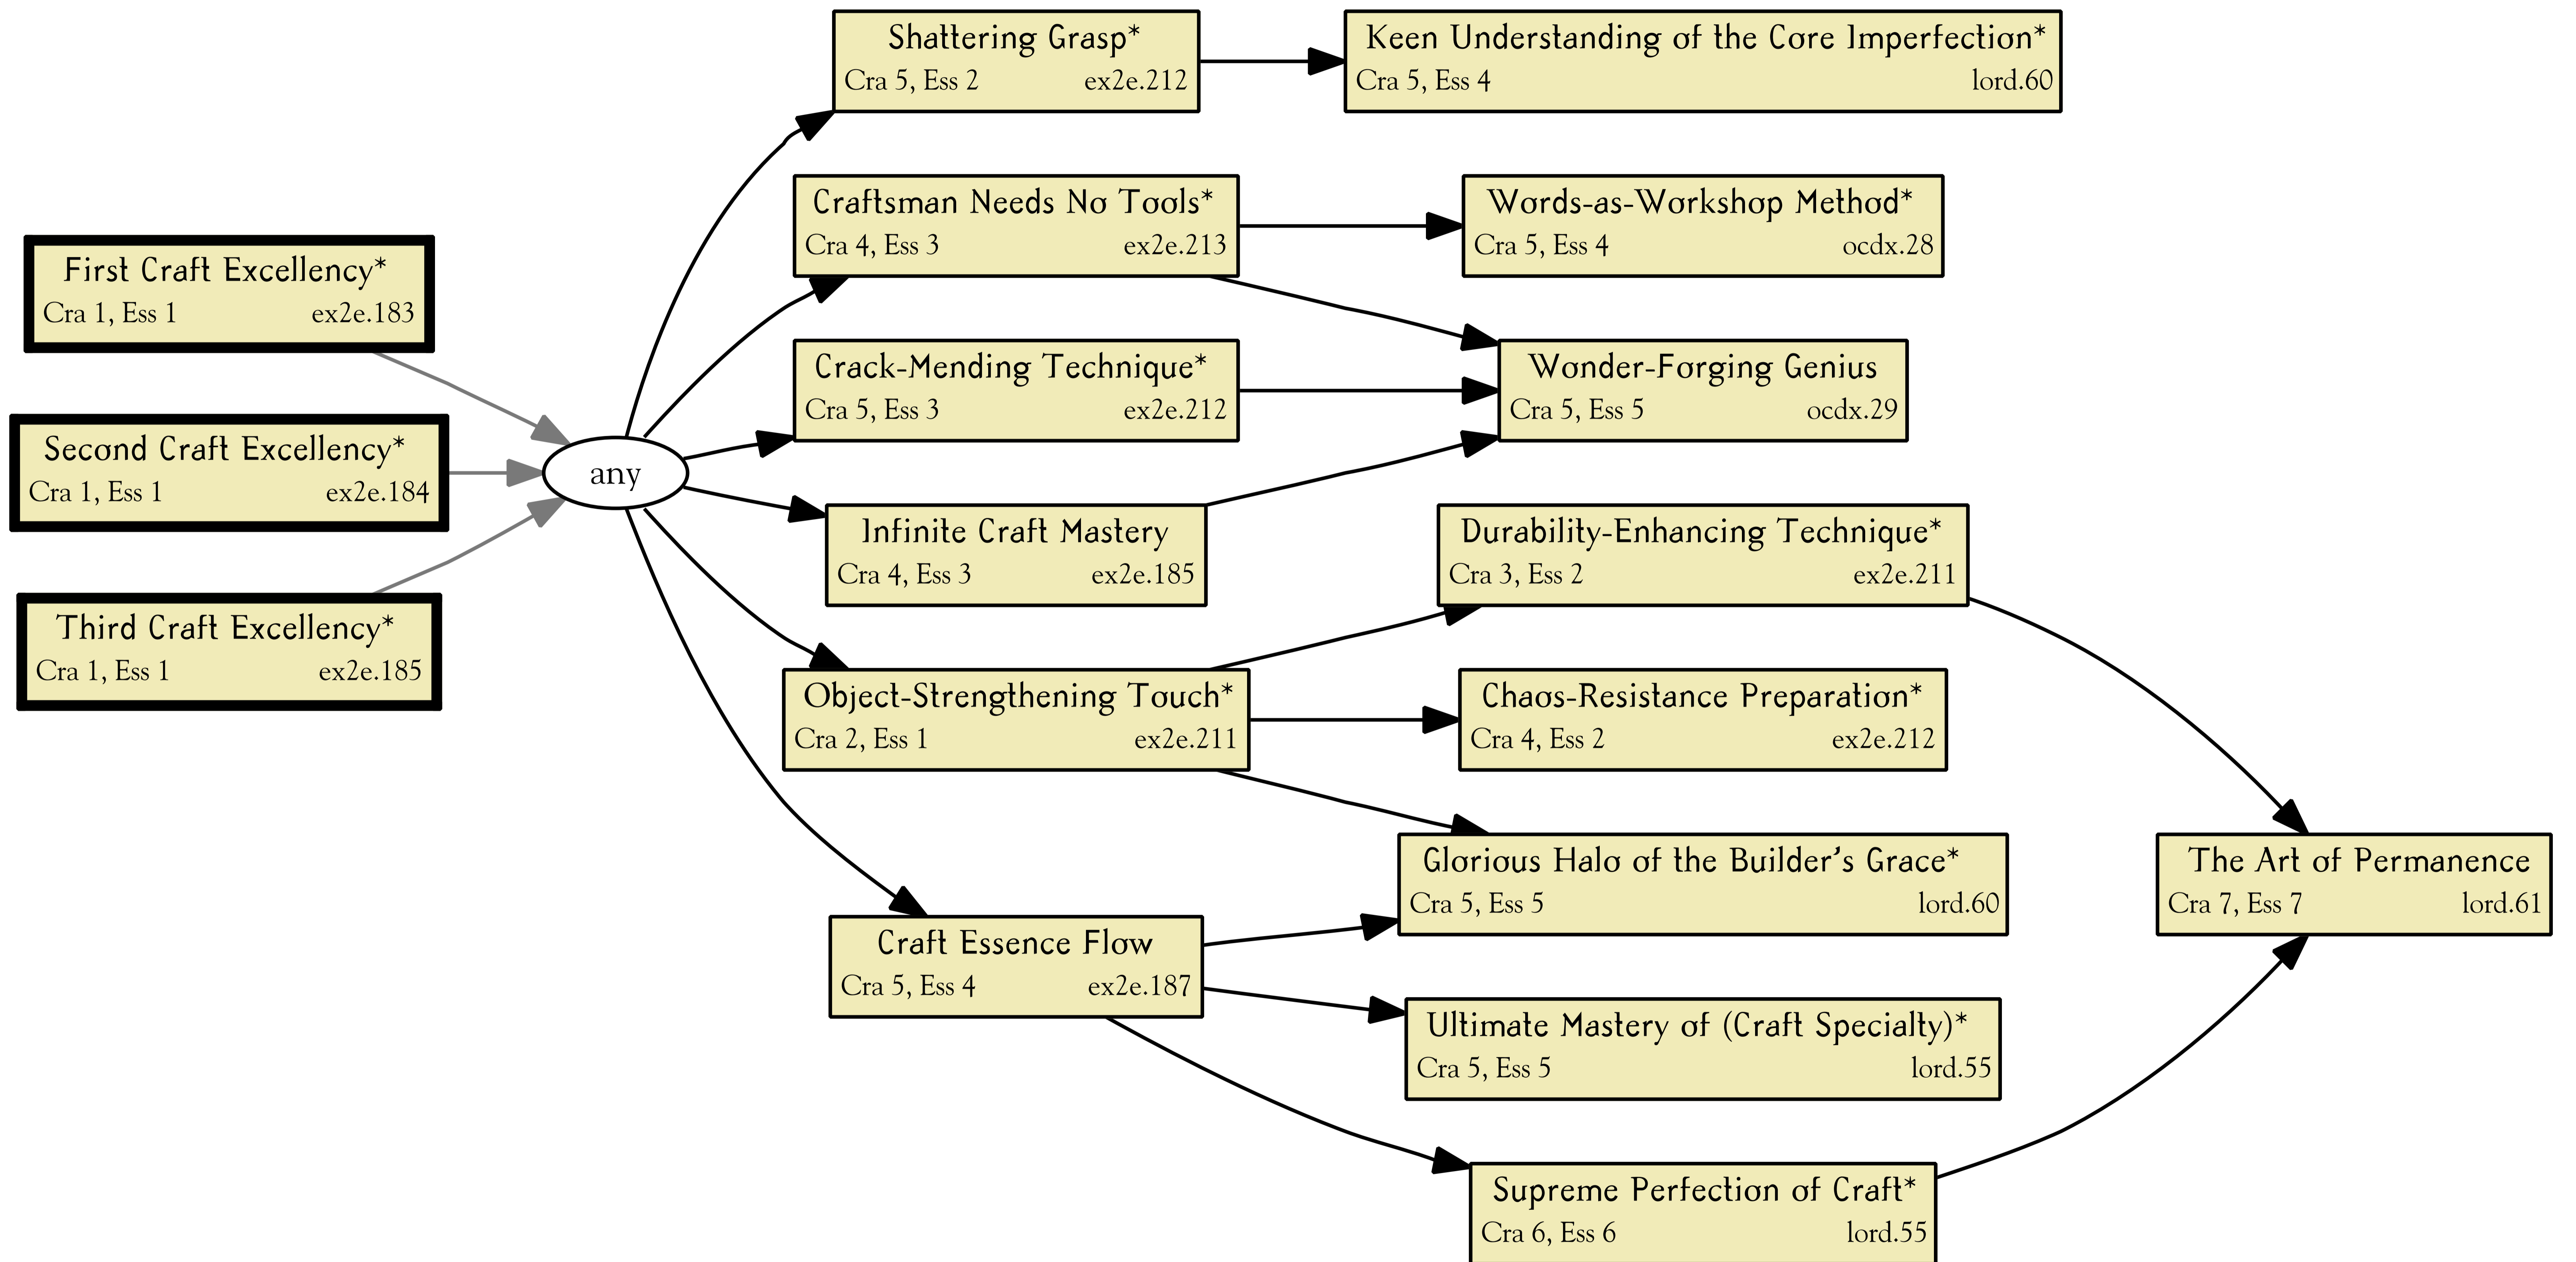 First Craft Excellency*
Cra 1, Ess 1 ex2e.183
Second Craft Excellency*
Cra 1, Ess 1 ex2e.184
Third Craft Excellency*
Cra 1, Ess 1 ex2e.185
any
Shattering Grasp*
Cra 5, Ess 2 ex2e.212
Craftsman Needs No Tools*
Cra 4, Ess 3 ex2e.213
Crack-Mending Technique*
Cra 5, Ess 3 ex2e.212
Infinite Craft Mastery
Cra 4, Ess 3 ex2e.185
Object-Strengthening Touch*
Cra 2, Ess 1 ex2e.211
Craft Essence Flow
Cra 5, Ess 4 ex2e.187
Keen Understanding of the Core Imperfection*
Cra 5, Ess 4 lord.60
Words-as-Workshop Method*
Cra 5, Ess 4 ocdx.28
Wonder-Forging Genius
Cra 5, Ess 5 ocdx.29
Durability-Enhancing Technique*
Cra 3, Ess 2 ex2e.211
Chaos-Resistance Preparation*
Cra 4, Ess 2 ex2e.212
Glorious Halo of the Builder's Grace*
Cra 5, Ess 5 lord.60
Ultimate Mastery of (Craft Specialty)*
Cra 5, Ess 5 lord.55
Supreme Perfection of Craft*
Cra 6, Ess 6 lord.55
The Art of Permanence
Cra 7, Ess 7 lord.61